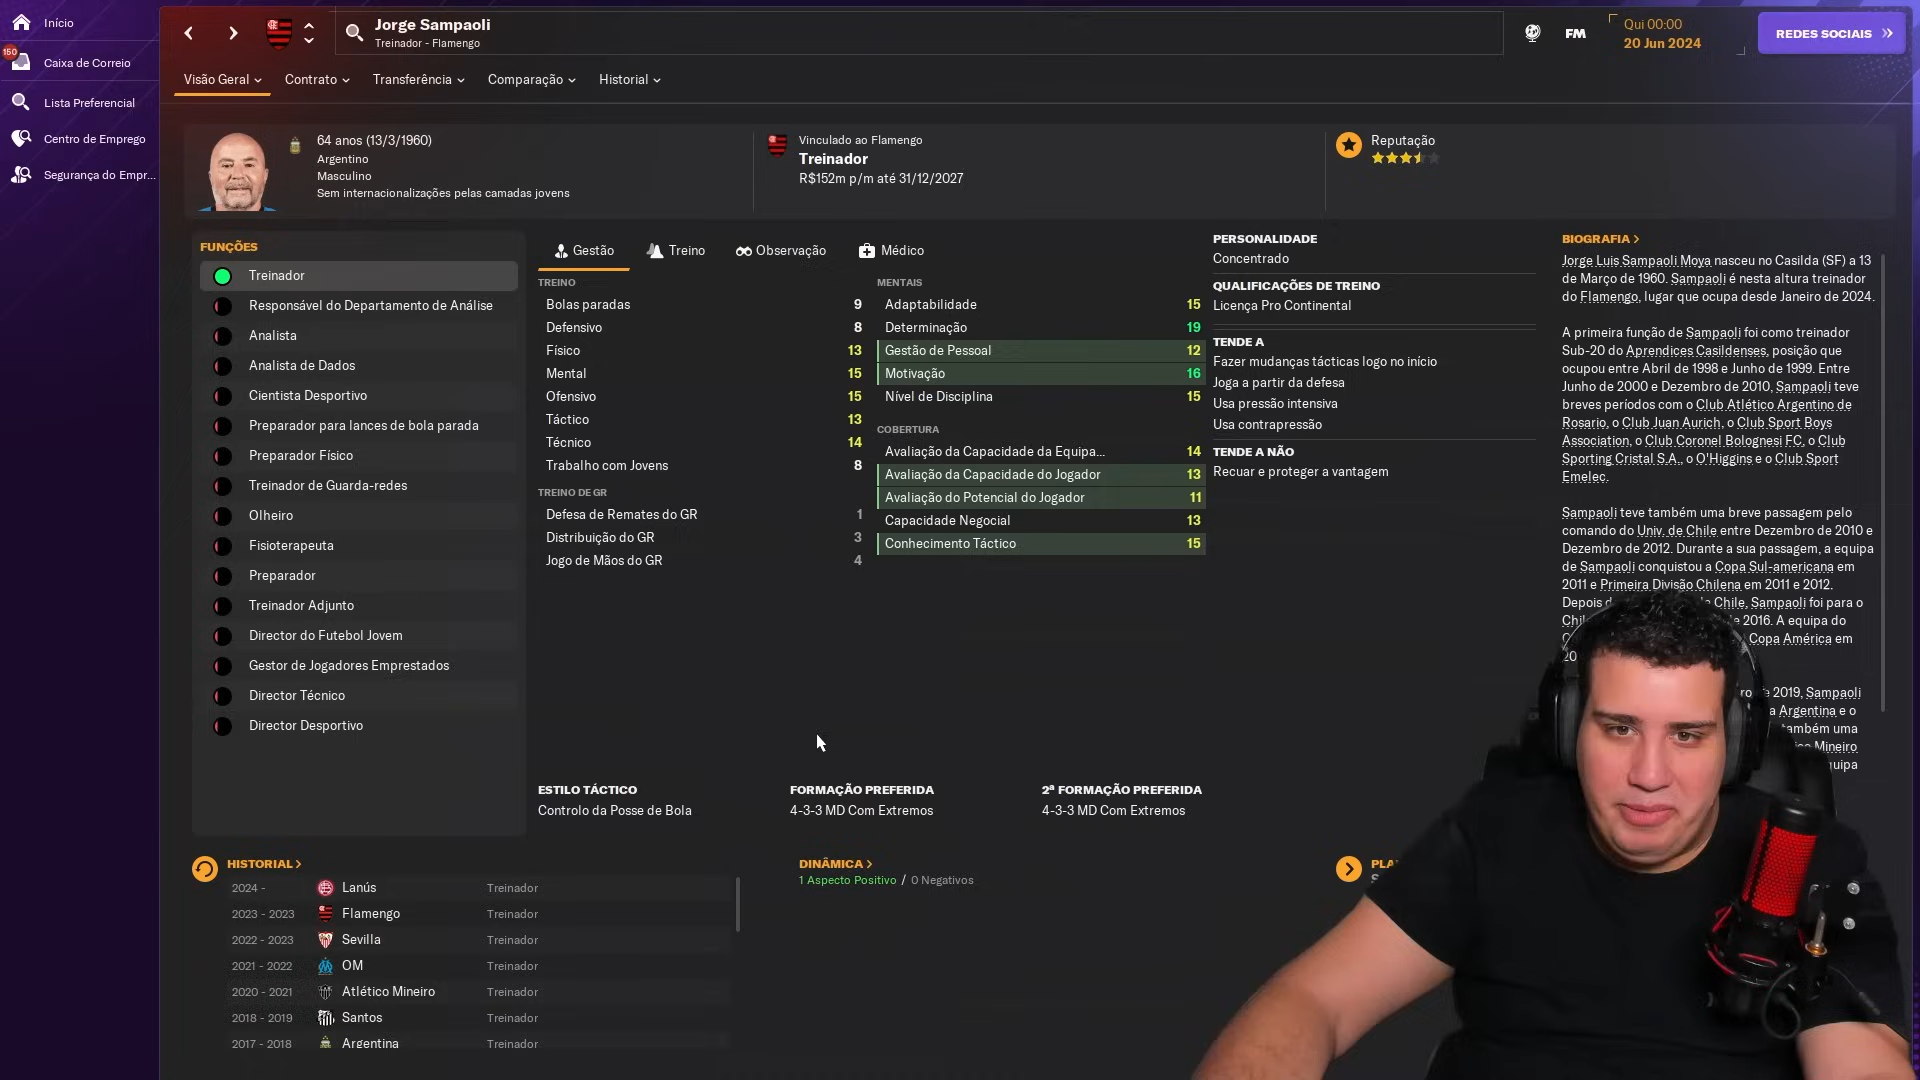 Início
150
Caixa de Correio
Lista Preferencial
Centro de Emprego
Segurança do Empr...
Jorge Sampaoli
Treinador - Flamengo
FM
Qui 00:00
20 Jun 2024
REDES SOCIAIS
Visão Geral
Contrato
Transferência
Comparação
Historial
64 anos (13/3/1960)
Argentino
Masculino
Sem internacionalizações pelas camadas jovens
Vinculado ao Flamengo
Treinador
R$152m p/m até 31/12/2027
Reputação
FUNÇÕES
Treinador
Responsável do Departamento de Análise
Analista
Analista de Dados
Cientista Desportivo
Preparador para lances de bola parada
Preparador Físico
Treinador de Guarda-redes
Olheiro
Fisioterapeuta
Preparador
Treinador Adjunto
Director do Futebol Jovem
Gestor de Jogadores Emprestados
Director Técnico
Director Desportivo
Gestão
Treino
Observação
Médico
TREINO
Bolas paradas 9
Defensivo 8
Físico 13
Mental 15
Ofensivo 15
Táctico 13
Técnico 14
Trabalho com Jovens 8
TREINO DE GR
Defesa de Remates do GR 1
Distribuição do GR 3
Jogo de Mãos do GR 4
MENTAIS
Adaptabilidade 15
Determinação 19
Gestão de Pessoal 12
Motivação 16
Nível de Disciplina 15
COBERTURA
Avaliação da Capacidade da Equipa... 14
Avaliação da Capacidade do Jogador 13
Avaliação do Potencial do Jogador 11
Capacidade Negocial 13
Conhecimento Táctico 15
PERSONALIDADE
Concentrado
QUALIFICAÇÕES DE TREINO
Licença Pro Continental
TENDE A
Fazer mudanças tácticas logo no início
Joga a partir da defesa
Usa pressão intensiva
Usa contrapressão
TENDE A NÃO
Recuar e proteger a vantagem
BIOGRAFIA
Jorge Luis Sampaoli Moya nasceu no Casilda (SF) a 13
de Março de 1960. Sampaoli é nesta altura treinador
do Flamengo, lugar que ocupa desde Janeiro de 2024.
A primeira função de Sampaoli foi como treinador
Sub-20 do Aprendices Casildenses, posição que
ocupou entre Abril de 1998 e Junho de 1999. Entre
Junho de 2000 e Dezembro de 2010, Sampaoli teve
breves períodos com o Club Atlético Argentino de
Rosario, o Club Juan Aurich, o Club Sport Boys
Association, o Club Coronel Bolognesi FC, o Club
Sporting Cristal S.A., o O'Higgins e o Club Sport
Emelec.
Sampaoli teve também uma breve passagem pelo
comando do Univ. de Chile entre Dezembro de 2010 e
Dezembro de 2012. Durante a sua passagem, a equipa
de Sampaoli conquistou a Copa Sul-americana em
2011 e Primeira Divisão Chilena em 2011 e 2012.
Depois Chile, Sampaoli foi para o
2016. A equipa do
Copa América em
20
de 2019, Sampaoli
a Argentina e o
também uma
Mineiro
ESTILO TÁCTICO
Controlo da Posse de Bola
FORMAÇÃO PREFERIDA
4-3-3 MD Com Extremos
2ª FORMAÇÃO PREFERIDA
4-3-3 MD Com Extremos
HISTORIAL
2024 - Lanús Treinador
2023 - 2023 Flamengo Treinador
2022 - 2023 Sevilla Treinador
2021 - 2022 OM Treinador
2020 - 2021 Atlético Mineiro Treinador
2018 - 2019 Santos Treinador
2017 - 2018 Argentina Treinador
DINÂMICA
1 Aspecto Positivo / 0 Negativos